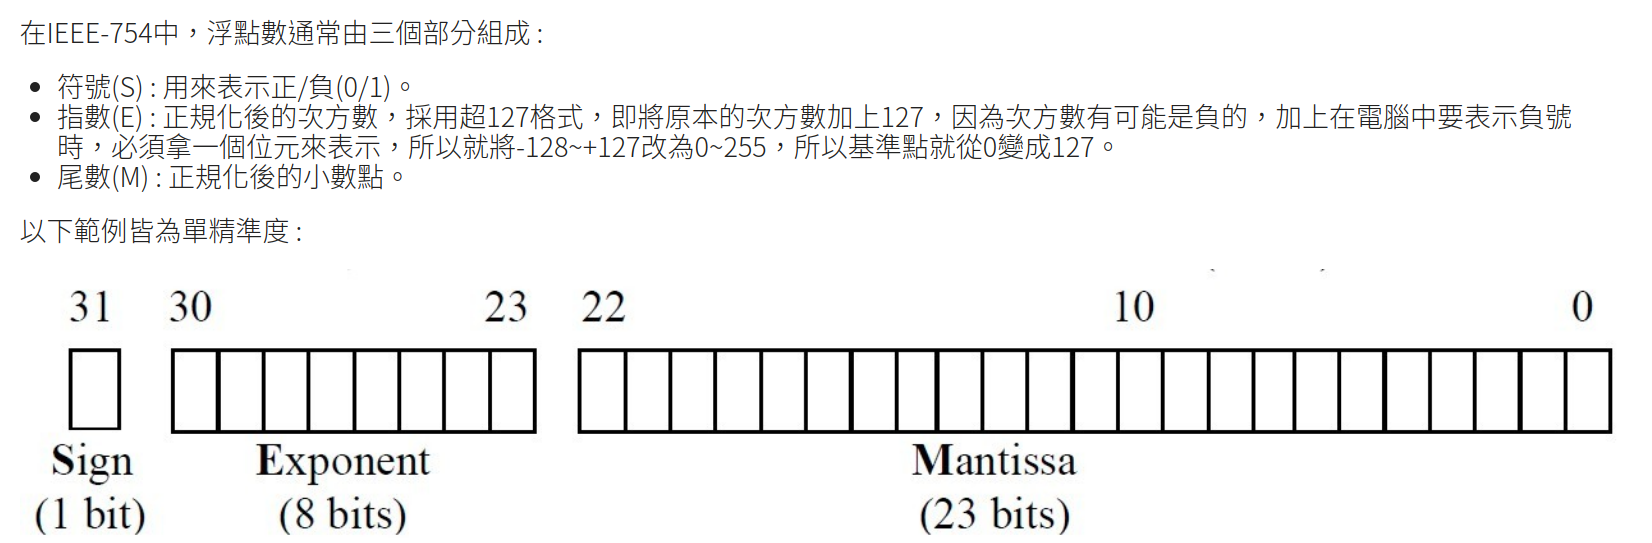 在IEEE-754中，浮點數通常由三個部分組成 :
• 符號(S) : 用來表示正/負(0/1)。
• 指數(E) : 正規化後的次方數，採用超127格式，即將原本的次方數加上127，因為次方數有可能是負的，加上在電腦中要表示負號
時，必須拿一個位元來表示，所以就將-128~+127改為0~255，所以基準點就從0變成127。
• 尾數(M) : 正規化後的小數點。
以下範例皆為單精準度 :
31 30 23 22 10 0
Sign Exponent Mantissa
(1 bit) (8 bits) (23 bits)